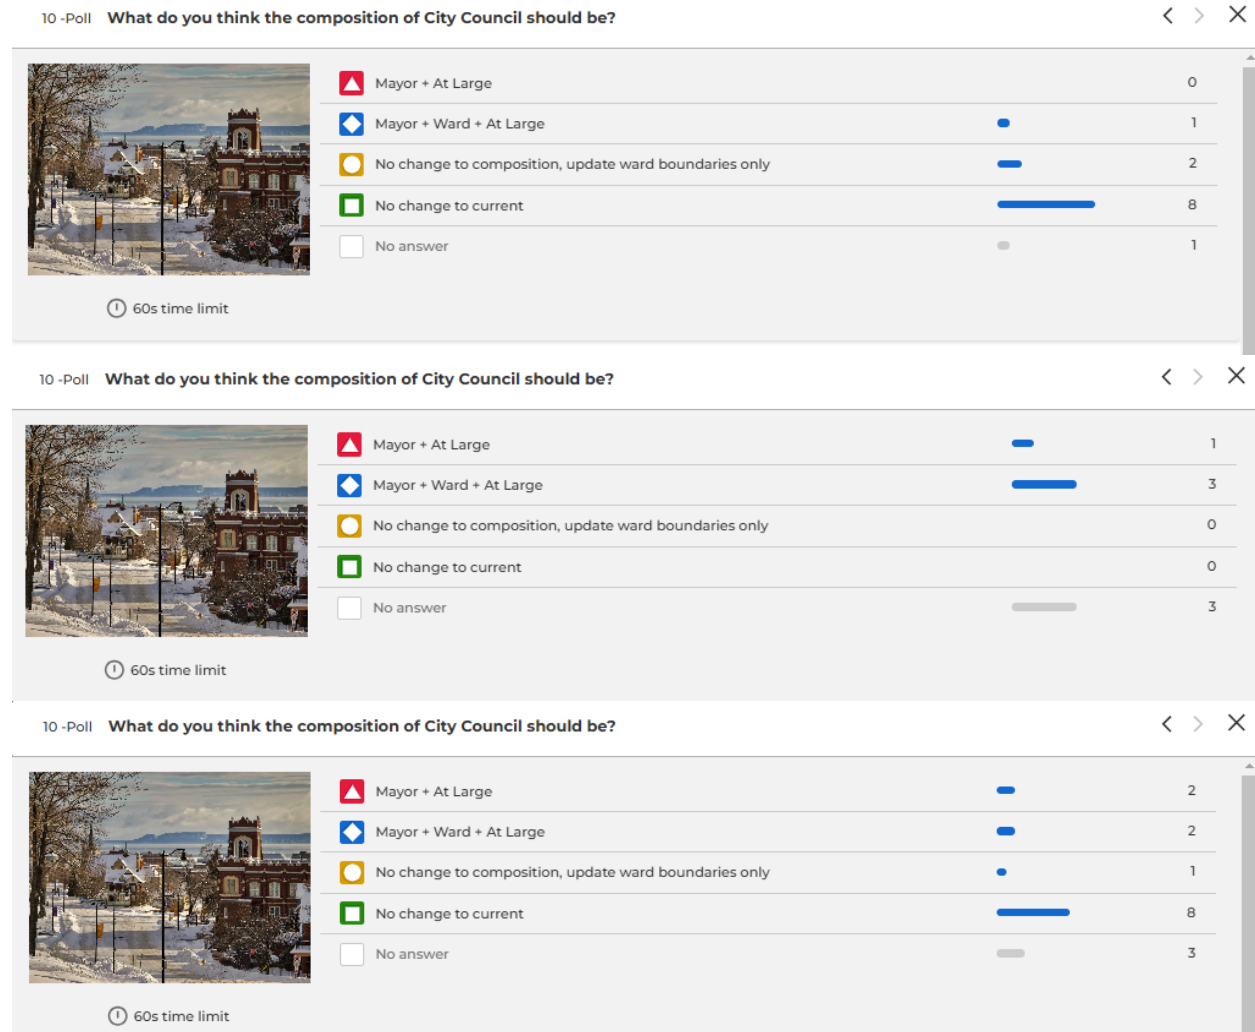 10 -Poll What do you think the composition of City Council should be?
Mayor + At Large 0
Mayor + Ward + At Large 1
No change to composition, update ward boundaries only 2
No change to current 8
No answer 1
60s time limit
10 -Poll What do you think the composition of City Council should be?
Mayor + At Large 1
Mayor + Ward + At Large 3
No change to composition, update ward boundaries only 0
No change to current 0
No answer 3
60s time limit
10 -Poll What do you think the composition of City Council should be?
Mayor + At Large 2
Mayor + Ward + At Large 2
No change to composition, update ward boundaries only 1
No change to current 8
No answer 3
60s time limit